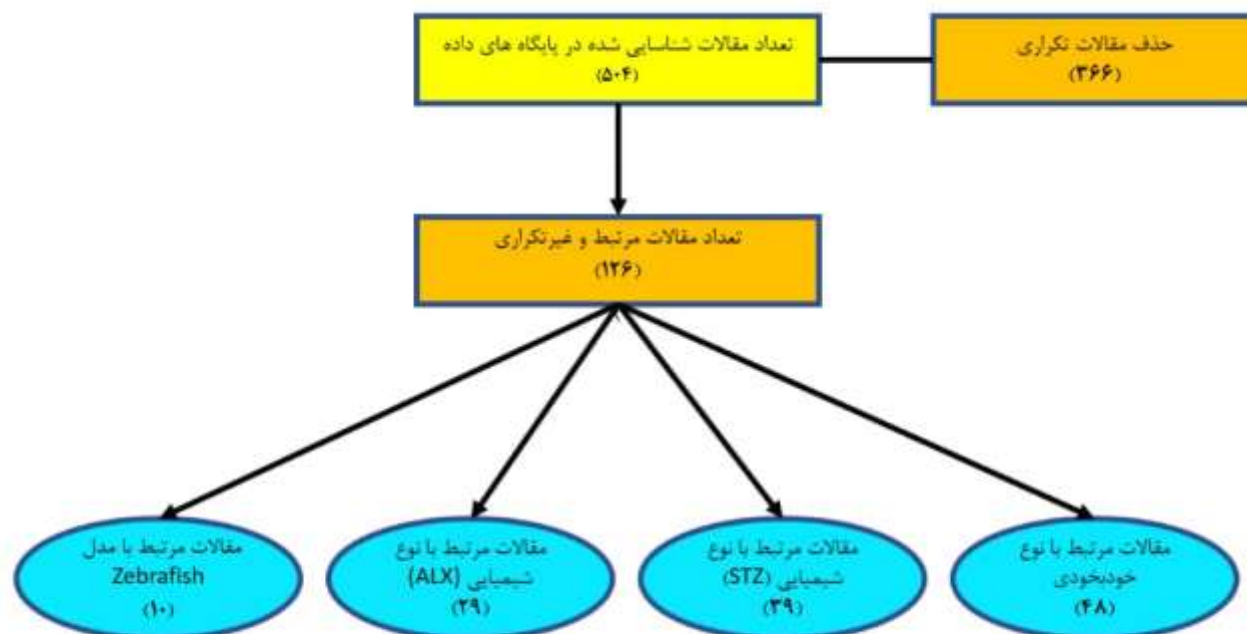 حذف مقالات تکراری
(۳۶۶)
تعداد مقالات شناسایی شده در پایگاه های داده
(۵۰۴)
تعداد مقالات مرتبط و غیرتکراری
(۱۲۶)
مقالات مرتبط با نوع
خودبخودی
(۴۸)
مقالات مرتبط با نوع
شیمیایی (STZ)
(۳۹)
مقالات مرتبط با نوع
شیمیایی (ALX)
(۲۹)
مقالات مرتبط با مدل
Zebrafish
(۱۰)